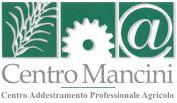 @
Centro Mancini
Centro Addestramento Professionale Agricolo